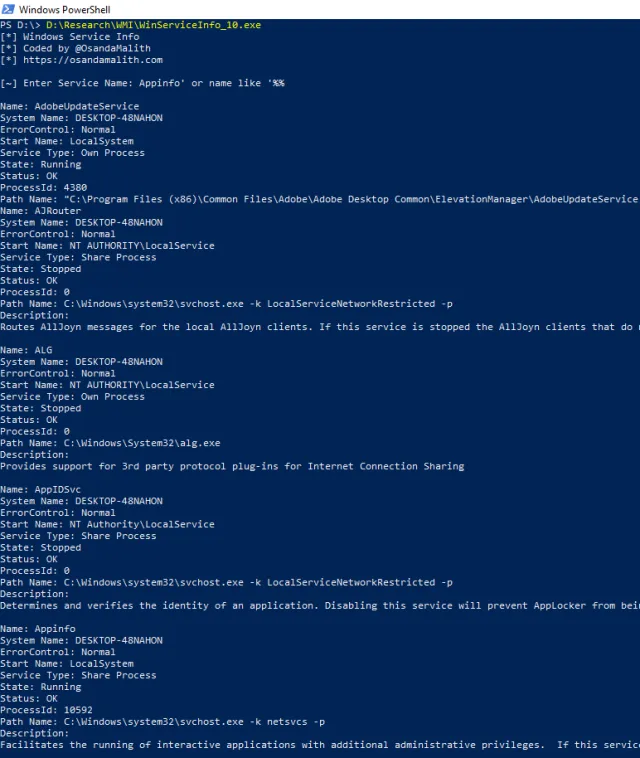 Windows PowerShell
PS D:\> D:\Research\WMI\WinServiceInfo_10.exe
[*] Windows Service Info
[*] Coded by @OsandaMalith
[*] https://osandamalith.com
[~] Enter Service Name: Appinfo' or name like '%%
Name: AdobeUpdateService
System Name: DESKTOP-48NAHON
ErrorControl: Normal
Start Name: LocalSystem
Service Type: Own Process
State: Running
Status: OK
ProcessId: 4380
Path Name: "C:\Program Files (x86)\Common Files\Adobe\Adobe Desktop Common\ElevationManager\AdobeUpdateService
Name: AJRouter
System Name: DESKTOP-48NAHON
ErrorControl: Normal
Start Name: NT AUTHORITY\LocalService
Service Type: Share Process
State: Stopped
Status: OK
ProcessId: 0
Path Name: C:\Windows\system32\svchost.exe -k LocalServiceNetworkRestricted -p
Description:
Routes AllJoyn messages for the local AllJoyn clients. If this service is stopped the AllJoyn clients that do
Name: ALG
System Name: DESKTOP-48NAHON
ErrorControl: Normal
Start Name: NT AUTHORITY\LocalService
Service Type: Own Process
State: Stopped
Status: OK
ProcessId: 0
Path Name: C:\Windows\System32\alg.exe
Description:
Provides support for 3rd party protocol plug-ins for Internet Connection Sharing
Name: AppIDSvc
System Name: DESKTOP-48NAHON
ErrorControl: Normal
Start Name: NT Authority\LocalService
Service Type: Share Process
State: Stopped
Status: OK
ProcessId: 0
Path Name: C:\Windows\system32\svchost.exe -k LocalServiceNetworkRestricted -p
Description:
Determines and verifies the identity of an application. Disabling this service will prevent AppLocker from bei
Name: Appinfo
System Name: DESKTOP-48NAHON
ErrorControl: Normal
Start Name: LocalSystem
Service Type: Share Process
State: Running
Status: OK
ProcessId: 10592
Path Name: C:\Windows\system32\svchost.exe -k netsvcs -p
Description:
Facilitates the running of interactive applications with additional administrative privileges.  If this servic